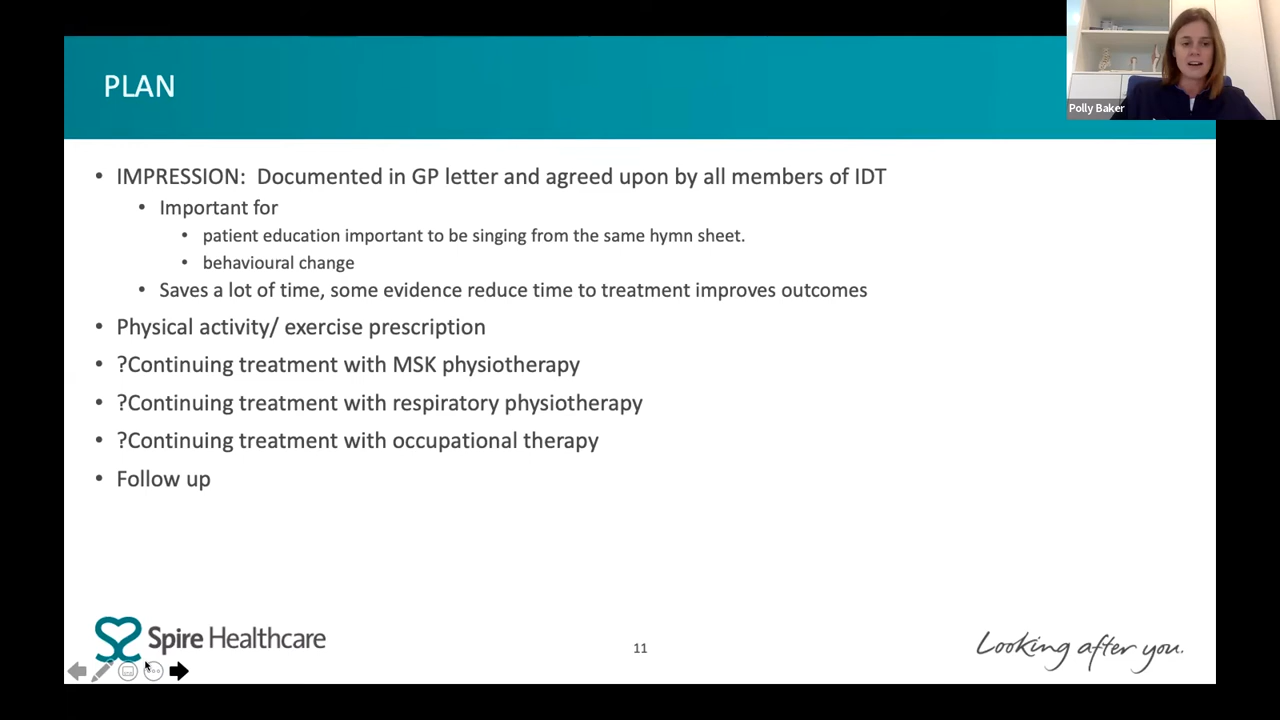 PLAN
Polly Baker
IMPRESSION: Documented in GP letter and agreed upon by all members of IDT
Important for
patient education important to be singing from the same hymn sheet.
behavioural change
Saves a lot of time, some evidence reduce time to treatment improves outcomes
Physical activity/ exercise prescription
?Continuing treatment with MSK physiotherapy
?Continuing treatment with respiratory physiotherapy
?Continuing treatment with occupational therapy
Follow up
Spire Healthcare
11
Looking after you.